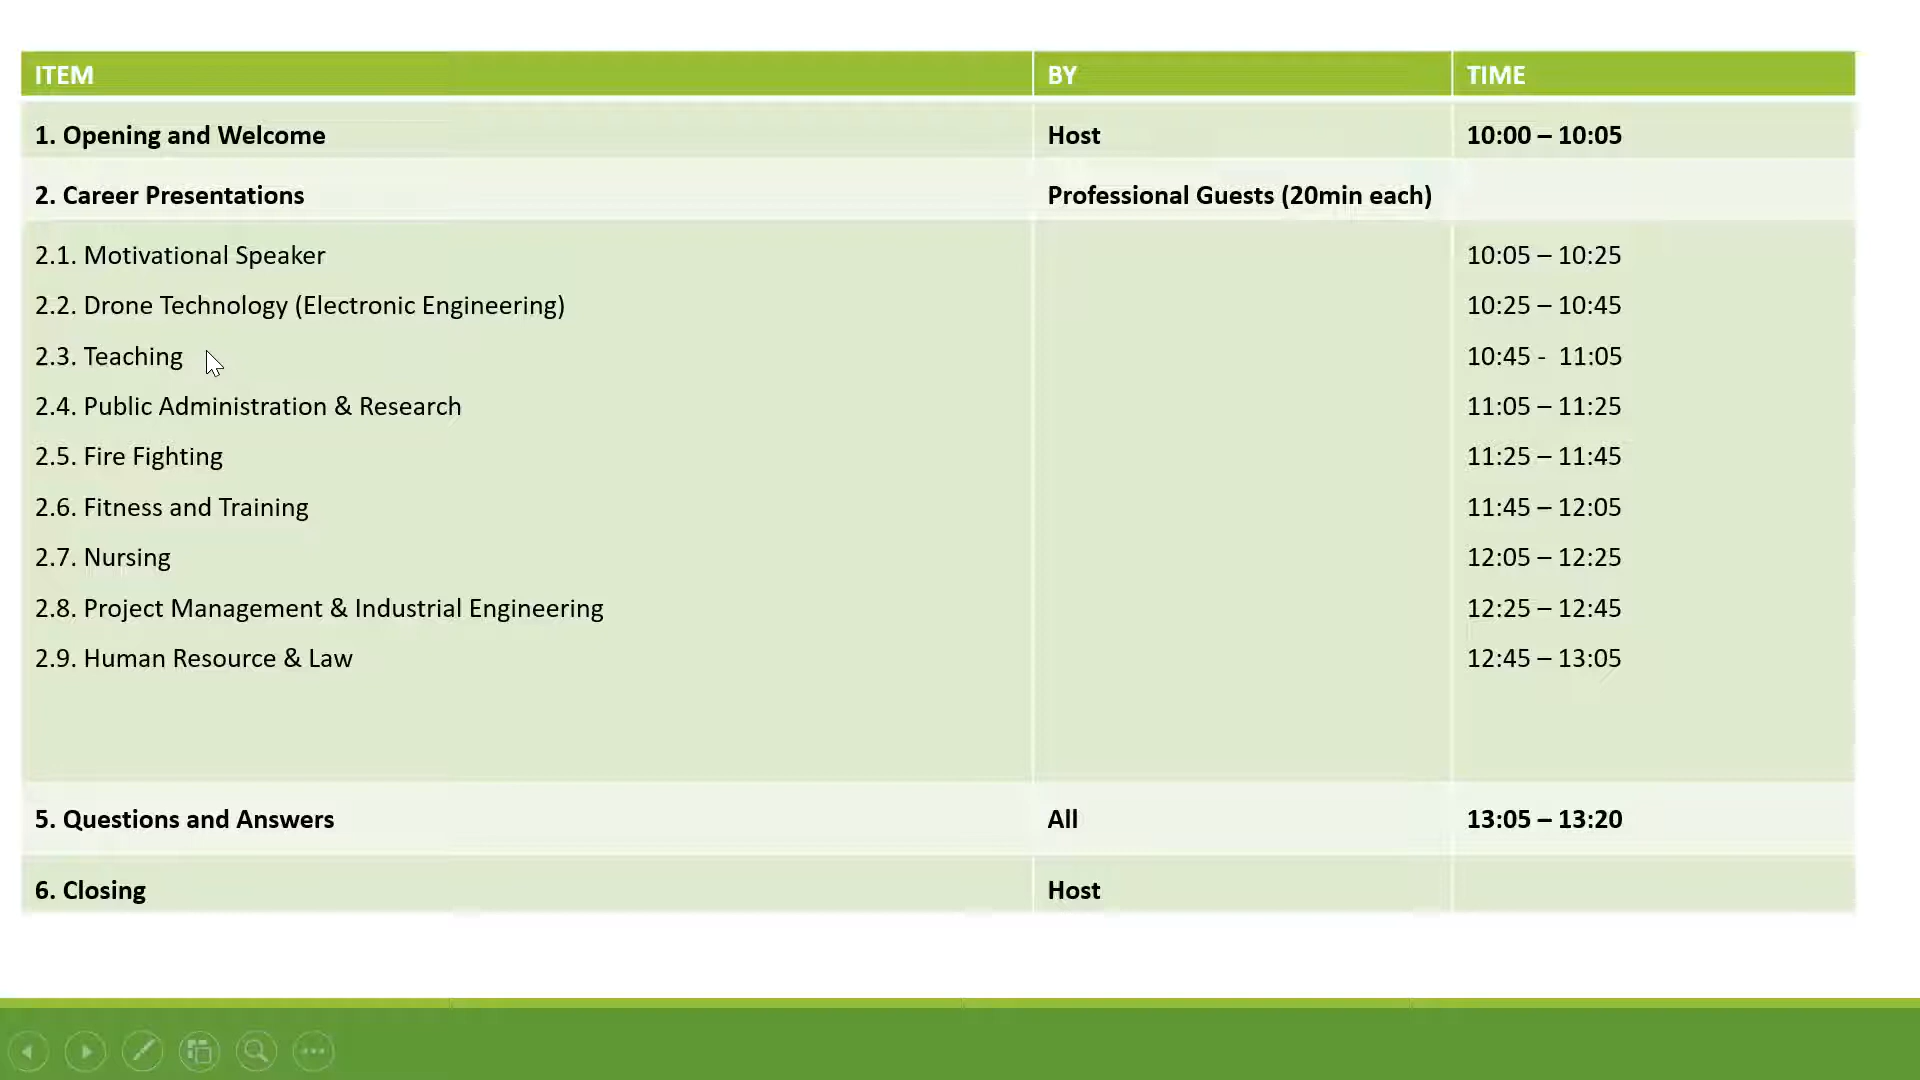 ITEM BY TIME
1. Opening and Welcome Host 10:00 – 10:05
2. Career Presentations Professional Guests (20min each)
2.1. Motivational Speaker 10:05 – 10:25
2.2. Drone Technology (Electronic Engineering) 10:25 – 10:45
2.3. Teaching 10:45 -  11:05
2.4. Public Administration & Research 11:05 – 11:25
2.5. Fire Fighting 11:25 – 11:45
2.6. Fitness and Training 11:45 – 12:05
2.7. Nursing 12:05 – 12:25
2.8. Project Management & Industrial Engineering 12:25 – 12:45
2.9. Human Resource & Law 12:45 – 13:05
5. Questions and Answers All 13:05 – 13:20
6. Closing Host